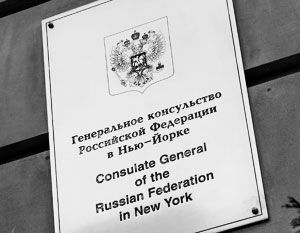 Генеральное консульство
Российской Федерации
в Нью-Йорке
Consulate General
of the
Russian Federation
in New York